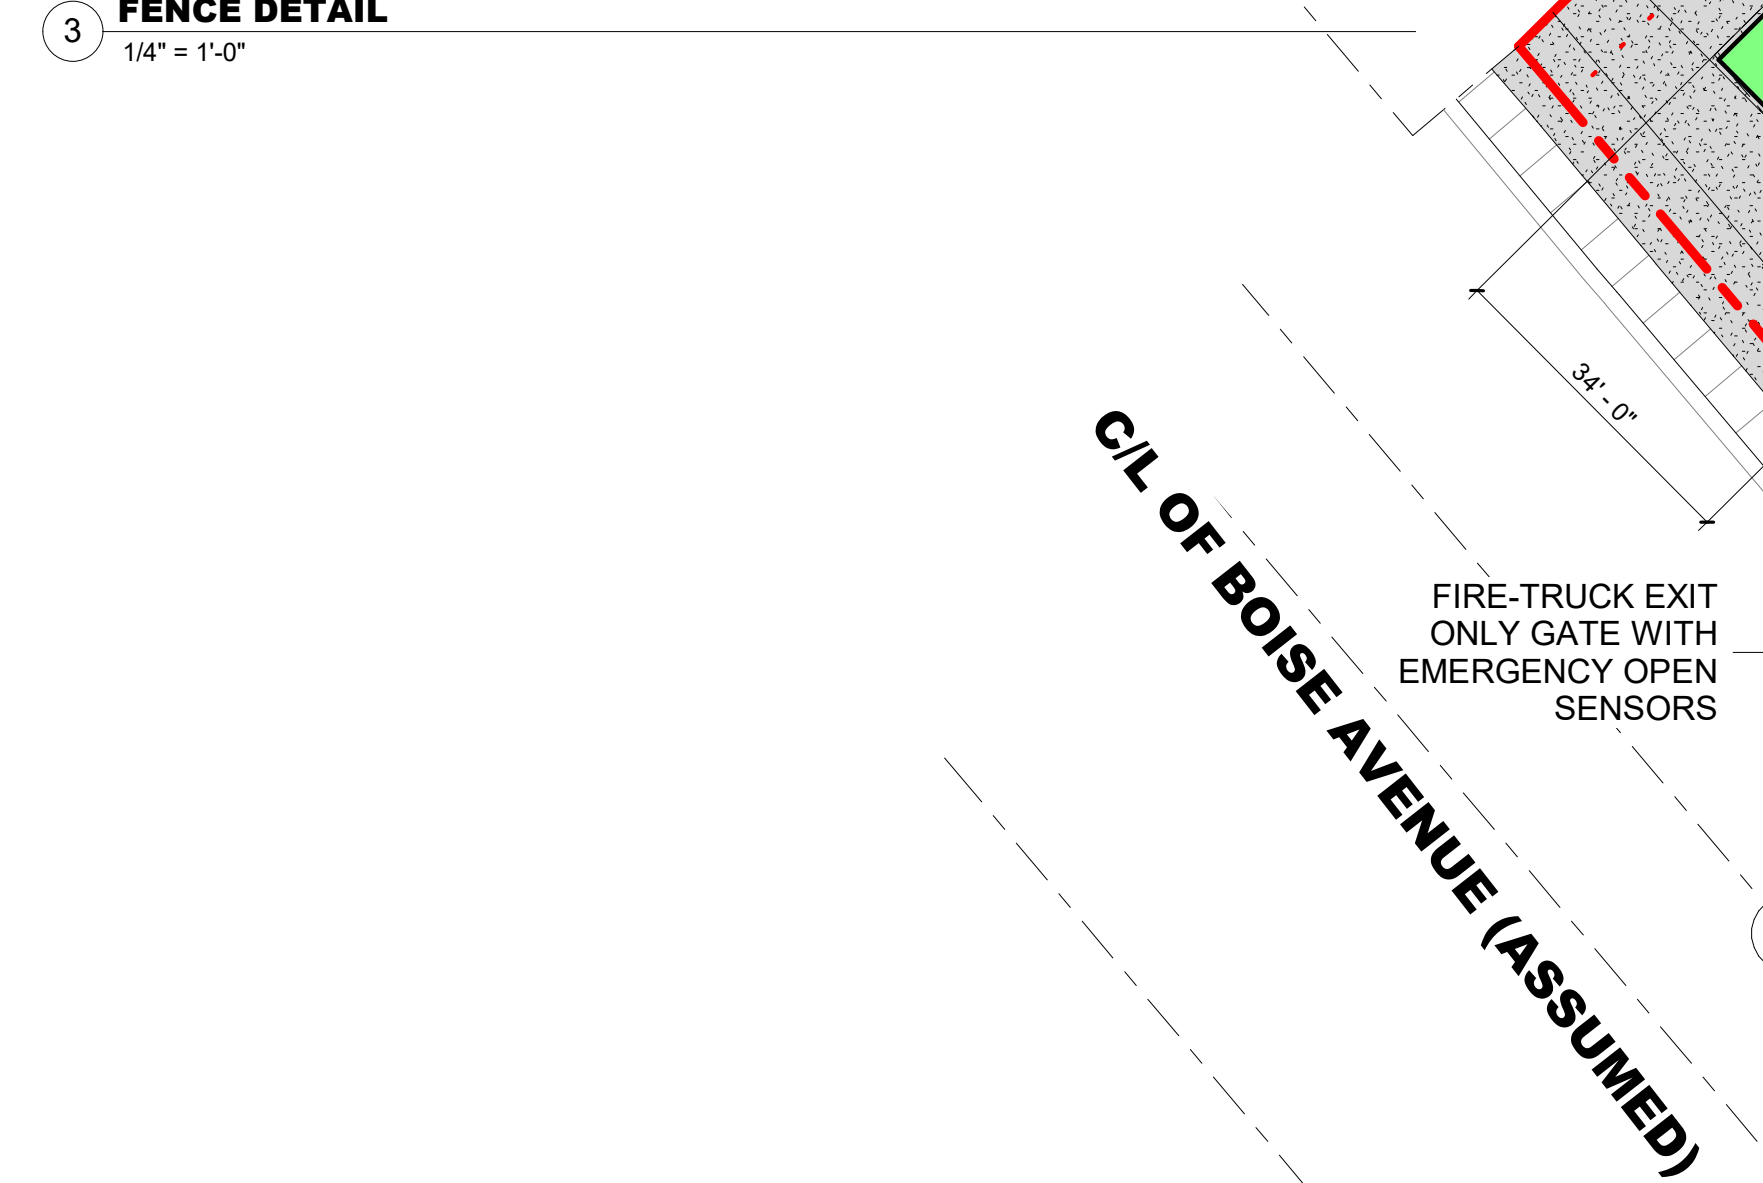 3
FENCE DETAIL
1/4" = 1'-0"
34' - 0"
C/L OF BOISE AVENUE (ASSUMED)
FIRE-TRUCK EXIT
ONLY GATE WITH
EMERGENCY OPEN
SENSORS